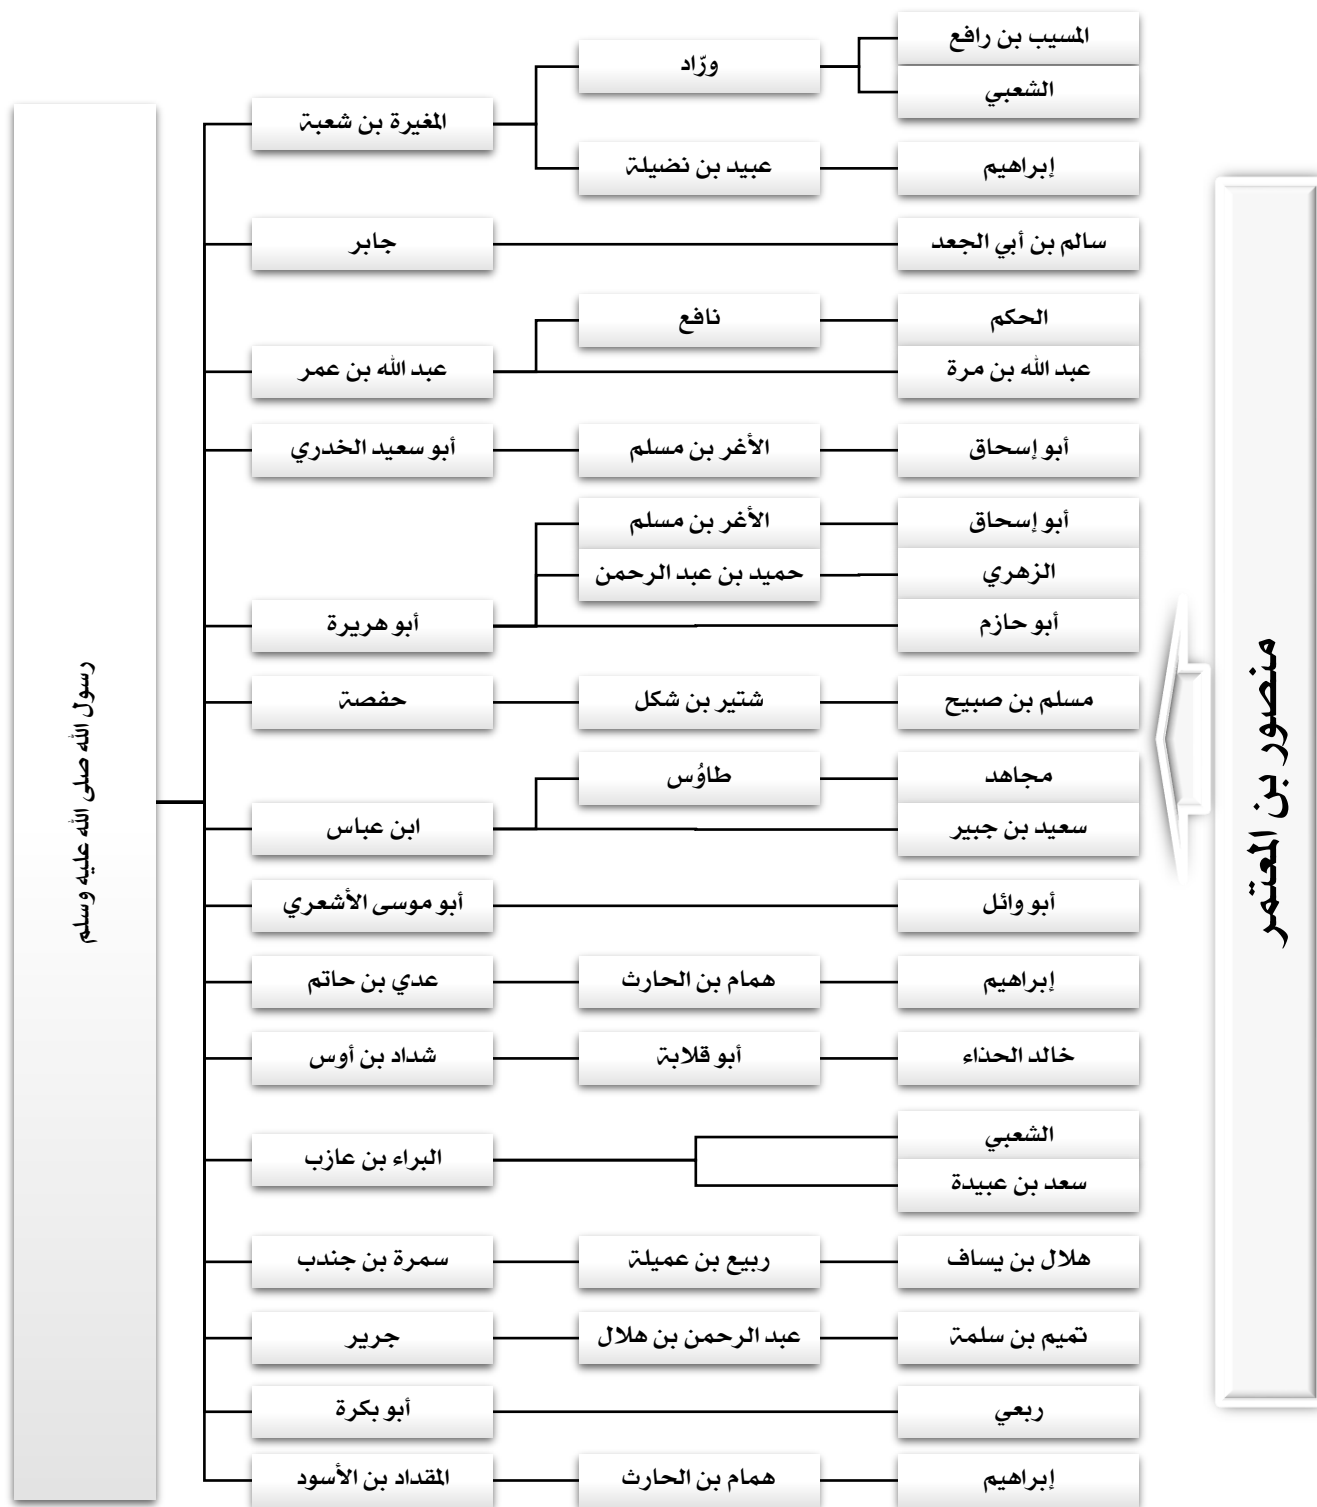 منصور بن المعتمر
المسيب بن رافع
ورّاد
الشعبي
المغيرة بن شعبة
إبراهيم
عبيد بن نضيلة
سالم بن أبي الجعد
جابر
الحكم
نافع
عبد الله بن مرة
عبد الله بن عمر
أبو إسحاق
الأغر بن مسلم
أبو سعيد الخدري
أبو إسحاق
الأغر بن مسلم
الزهري
حميد بن عبد الرحمن
أبو حازم
أبو هريرة
مسلم بن صبيح
شتير بن شكل
حفصة
مجاهد
طاوُس
سعيد بن جبير
ابن عباس
أبو وائل
أبو موسى الأشعري
إبراهيم
همام بن الحارث
عدي بن حاتم
خالد الحذاء
أبو قلابة
شداد بن أوس
الشعبي
البراء بن عازب
سعد بن عبيدة
هلال بن يساف
ربيع بن عميلة
سمرة بن جندب
تميم بن سلمة
عبد الرحمن بن هلال
جرير
ربعي
أبو بكرة
إبراهيم
همام بن الحارث
المقداد بن الأسود
رسول الله صلى الله عليه وسلم